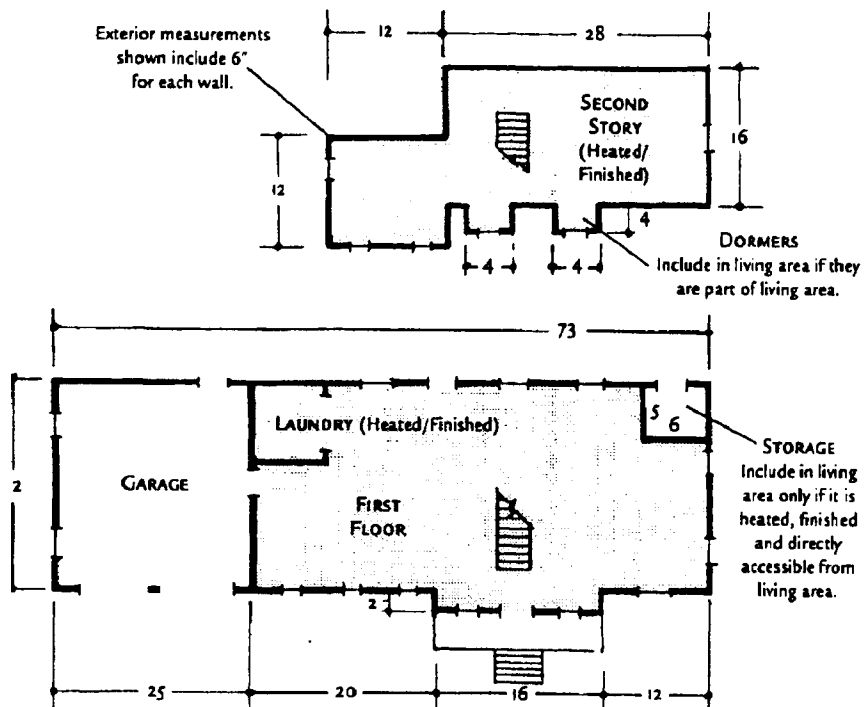 Exterior measurements
shown include 6"
for each wall.
12
28
SECOND
STORY
(Heated/
Finished)
16
12
4
4
4
DORMERS
Include in living area if they
are part of living area.
73
LAUNDRY (Heated/Finished)
5
6
STORAGE
Include in living
area only if it is
heated, finished
and directly
accessible from
living area.
2
GARAGE
FIRST
FLOOR
2
25
20
16
12